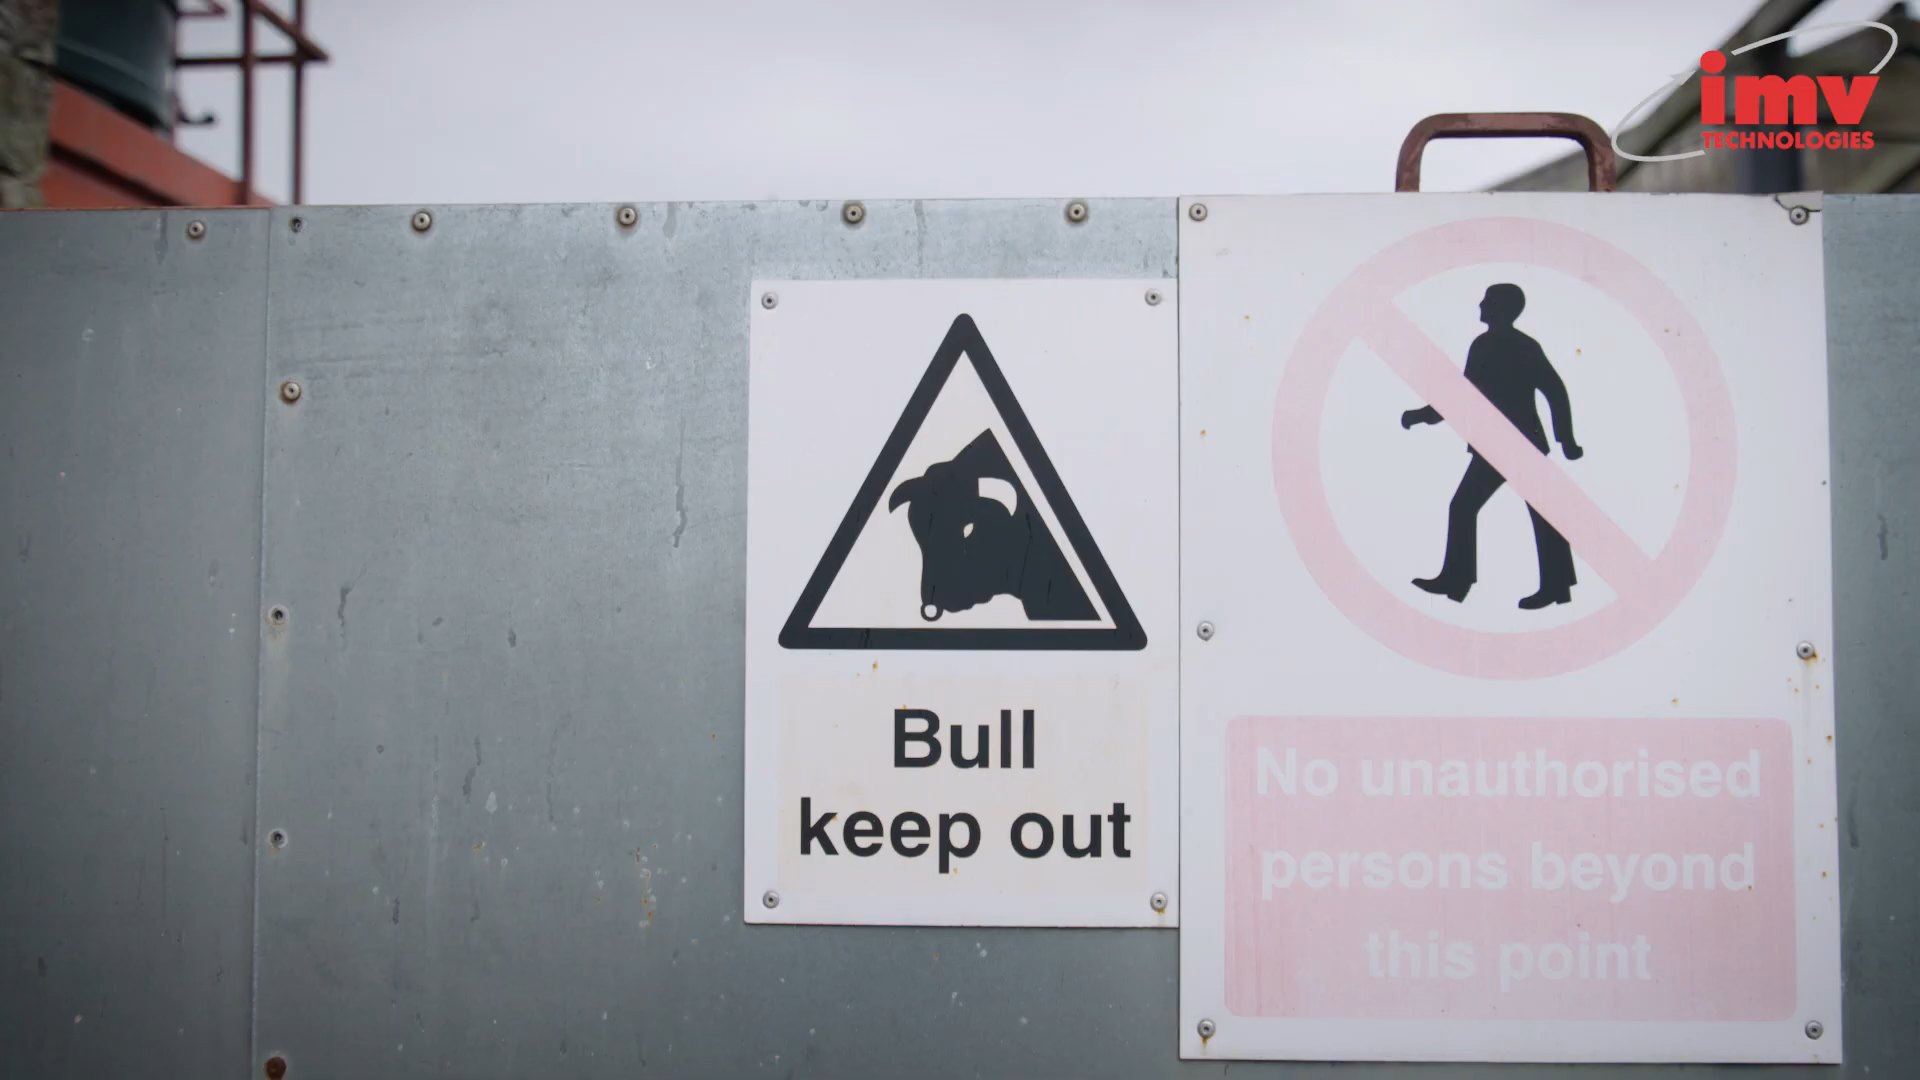 imv
TECHNOLOGIES
Bull
keep out
No unauthorised
persons beyond
this point